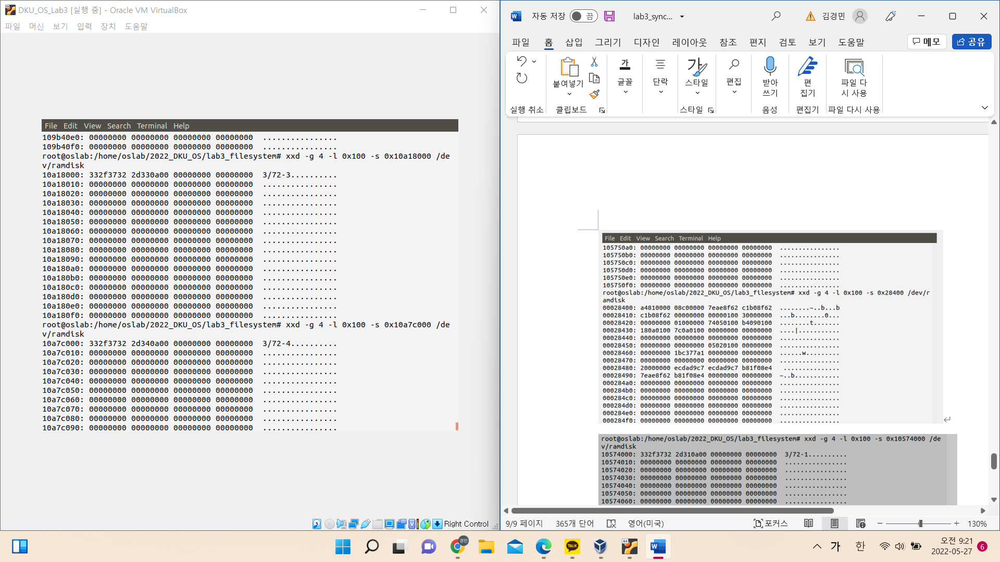 DKU_OS_Lab3 [실행 중] - Oracle VM VirtualBox
파일 머신 보기 입력 장치 도움말
File Edit View Search Terminal Help
109b40e0: 00000000 00000000 00000000 00000000 ................
109b40f0: 00000000 00000000 00000000 00000000 ................
root@oslab:/home/oslab/2022_DKU_OS/lab3_filesystem# xxd -g 4 -l 0x100 -s 0x10a18000 /de
v/ramdisk
10a18000: 332f3732 2d330a00 00000000 00000000 3/72-3..........
10a18010: 00000000 00000000 00000000 00000000 ................
10a18020: 00000000 00000000 00000000 00000000 ................
10a18030: 00000000 00000000 00000000 00000000 ................
10a18040: 00000000 00000000 00000000 00000000 ................
10a18050: 00000000 00000000 00000000 00000000 ................
10a18060: 00000000 00000000 00000000 00000000 ................
10a18070: 00000000 00000000 00000000 00000000 ................
10a18080: 00000000 00000000 00000000 00000000 ................
10a18090: 00000000 00000000 00000000 00000000 ................
10a180a0: 00000000 00000000 00000000 00000000 ................
10a180b0: 00000000 00000000 00000000 00000000 ................
10a180c0: 00000000 00000000 00000000 00000000 ................
10a180d0: 00000000 00000000 00000000 00000000 ................
10a180e0: 00000000 00000000 00000000 00000000 ................
10a180f0: 00000000 00000000 00000000 00000000 ................
root@oslab:/home/oslab/2022_DKU_OS/lab3_filesystem# xxd -g 4 -l 0x100 -s 0x10a7c000 /de
v/ramdisk
10a7c000: 332f3732 2d340a00 00000000 00000000 3/72-4..........
10a7c010: 00000000 00000000 00000000 00000000 ................
10a7c020: 00000000 00000000 00000000 00000000 ................
10a7c030: 00000000 00000000 00000000 00000000 ................
10a7c040: 00000000 00000000 00000000 00000000 ................
10a7c050: 00000000 00000000 00000000 00000000 ................
10a7c060: 00000000 00000000 00000000 00000000 ................
10a7c070: 00000000 00000000 00000000 00000000 ................
10a7c080: 00000000 00000000 00000000 00000000 ................
10a7c090: 00000000 00000000 00000000 00000000 ................
Right Control
자동 저장 끔 lab3_sync... 김경민
파일 홈 삽입 그리기 디자인 레이아웃 참조 편지 검토 보기 도움말 메모 공유
붙여넣기 글꼴 단락 스타일 편집 받아쓰기 편집기 파일 다시 사용
실행 취소 클립보드 스타일 음성 편집기 파일 다시 사용
File Edit View Search Terminal Help
105750a0: 00000000 00000000 00000000 00000000 ................
105750b0: 00000000 00000000 00000000 00000000 ................
105750c0: 00000000 00000000 00000000 00000000 ................
105750d0: 00000000 00000000 00000000 00000000 ................
105750e0: 00000000 00000000 00000000 00000000 ................
105750f0: 00000000 00000000 00000000 00000000 ................
root@oslab:/home/oslab/2022_DKU_OS/lab3_filesystem# xxd -g 4 -l 0x100 -s 0x28400 /dev/r
amdisk
00028400: a4810000 08c00000 7eae8f62 c1b08f62 ........~..b...b
00028410: c1b08f62 00000000 00000100 30000000 ...b........0...
00028420: 00000000 01000000 74050100 b4090100 ........t.......
00028430: 180a0100 7c0a0100 00000000 00000000 ....|...........
00028440: 00000000 00000000 00000000 00000000 ................
00028450: 00000000 00000000 05020100 00000000 ................
00028460: 00000000 1bc377a1 00000000 00000000 ......w.........
00028470: 00000000 00000000 00000000 00000000 ................
00028480: 20000000 ecdad9c7 ecdad9c7 b81f08e4  ...............
00028490: 7eae8f62 b81f08e4 00000000 00000000 ~..b............
000284a0: 00000000 00000000 00000000 00000000 ................
000284b0: 00000000 00000000 00000000 00000000 ................
000284c0: 00000000 00000000 00000000 00000000 ................
000284d0: 00000000 00000000 00000000 00000000 ................
000284e0: 00000000 00000000 00000000 00000000 ................
000284f0: 00000000 00000000 00000000 00000000 ................
root@oslab:/home/oslab/2022_DKU_OS/lab3_filesystem# xxd -g 4 -l 0x100 -s 0x10574000 /de
v/ramdisk
10574000: 332f3732 2d310a00 00000000 00000000 3/72-1..........
10574010: 00000000 00000000 00000000 00000000 ................
10574020: 00000000 00000000 00000000 00000000 ................
10574030: 00000000 00000000 00000000 00000000 ................
10574040: 00000000 00000000 00000000 00000000 ................
10574050: 00000000 00000000 00000000 00000000 ................
10574060: 00000000 00000000 00000000 00000000 ................
9/9 페이지 365개 단어 영어(미국) 포커스 130%
경민 TALK 64 가 한 오전 9:21
2022-05-27 6